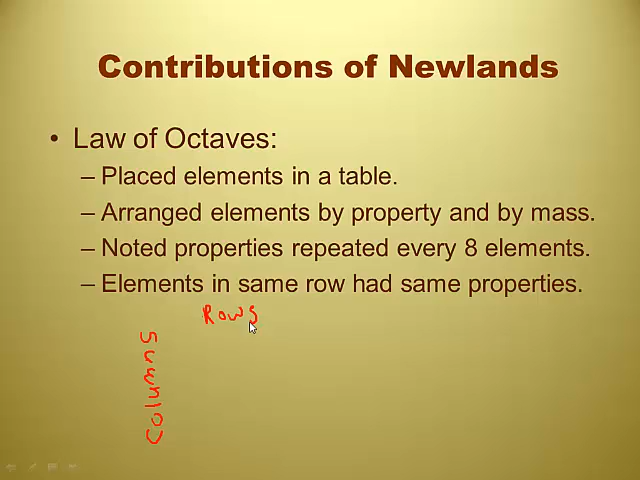 Contributions of Newlands
• Law of Octaves:
– Placed elements in a table.
– Arranged elements by property and by mass.
– Noted properties repeated every 8 elements.
– Elements in same row had same properties.
Rows
Columns